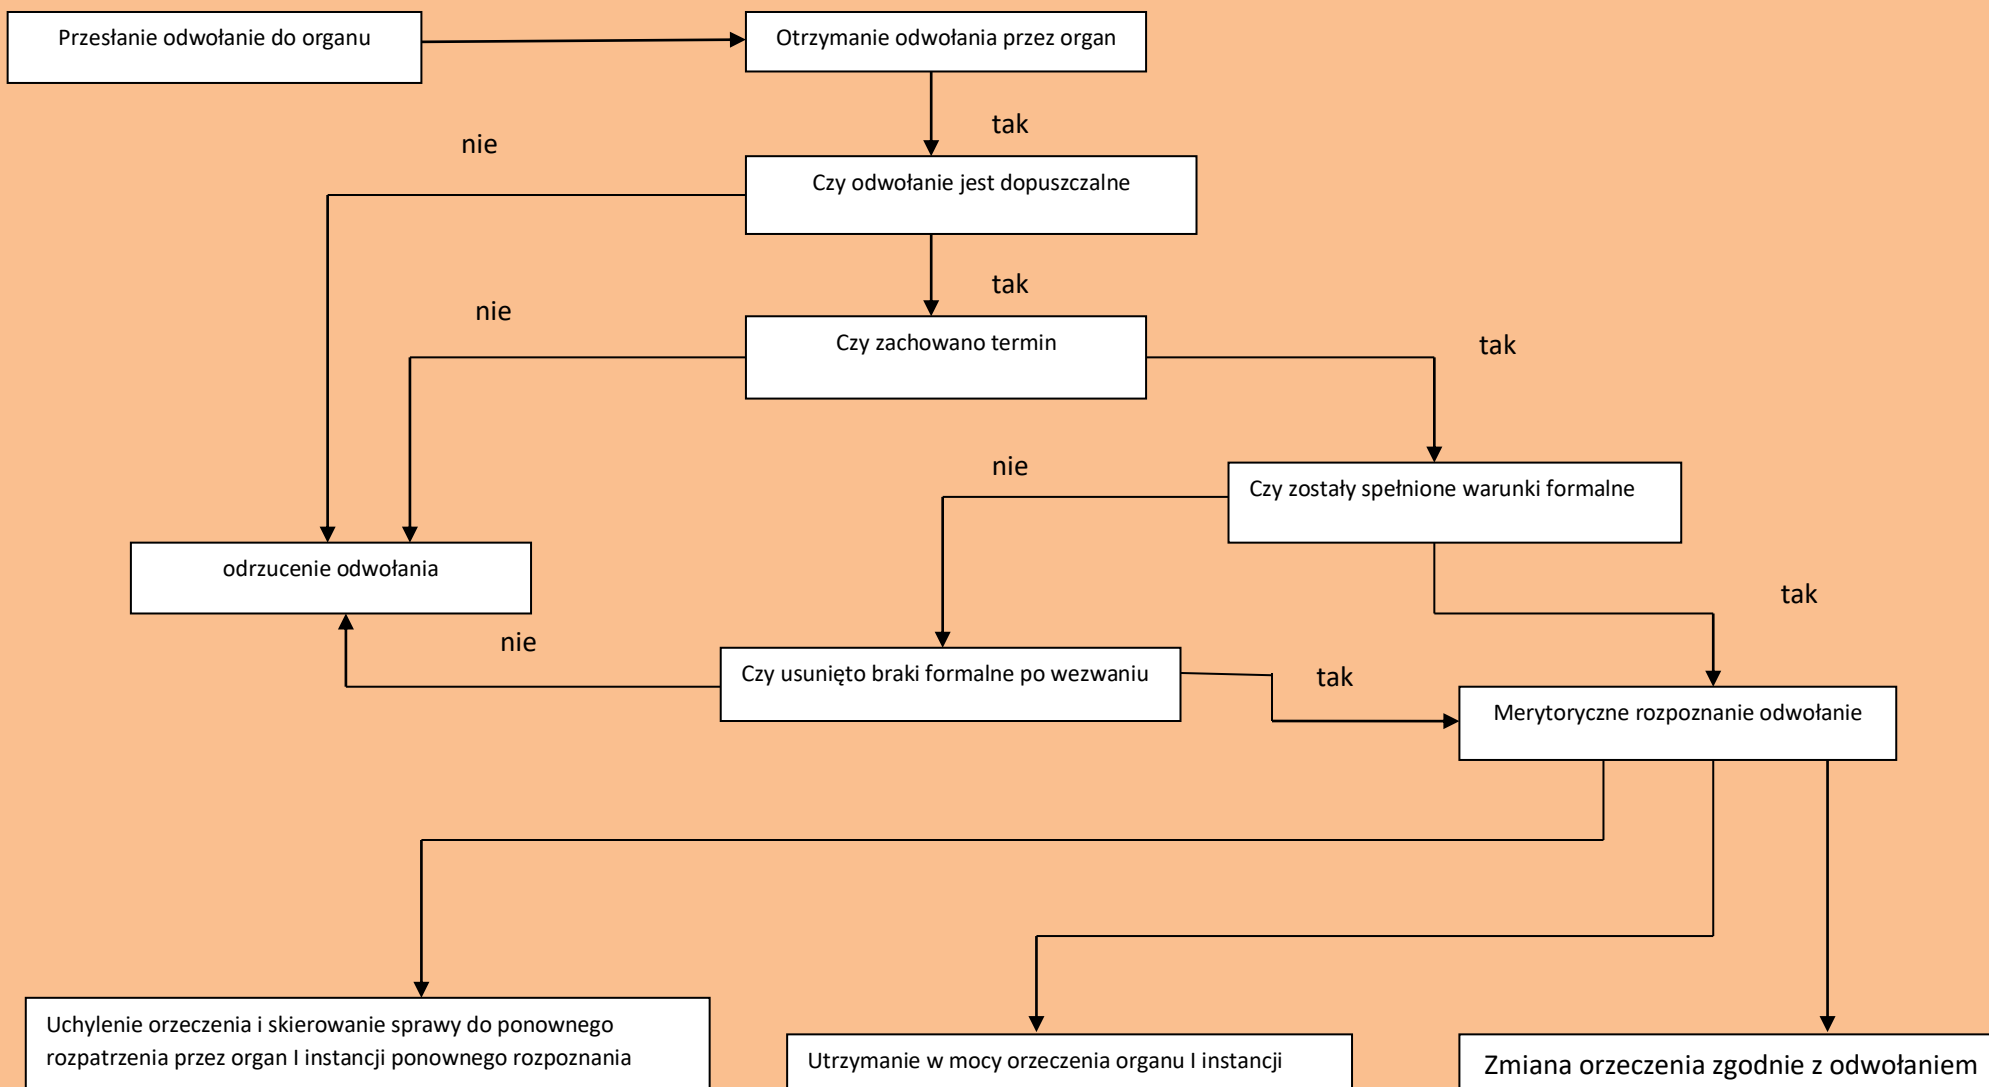 Przesłanie odwołanie do organu
Otrzymanie odwołania przez organ
tak
nie
Czy odwołanie jest dopuszczalne
tak
nie
Czy zachowano termin
tak
nie
Czy zostały spełnione warunki formalne
odrzucenie odwołania
tak
nie
Czy usunięto braki formalne po wezwaniu
tak
Merytoryczne rozpoznanie odwołanie
Uchylenie orzeczenia i skierowanie sprawy do ponownego
rozpatrzenia przez organ I instancji ponownego rozpoznania
Utrzymanie w mocy orzeczenia organu I instancji
Zmiana orzeczenia zgodnie z odwołaniem